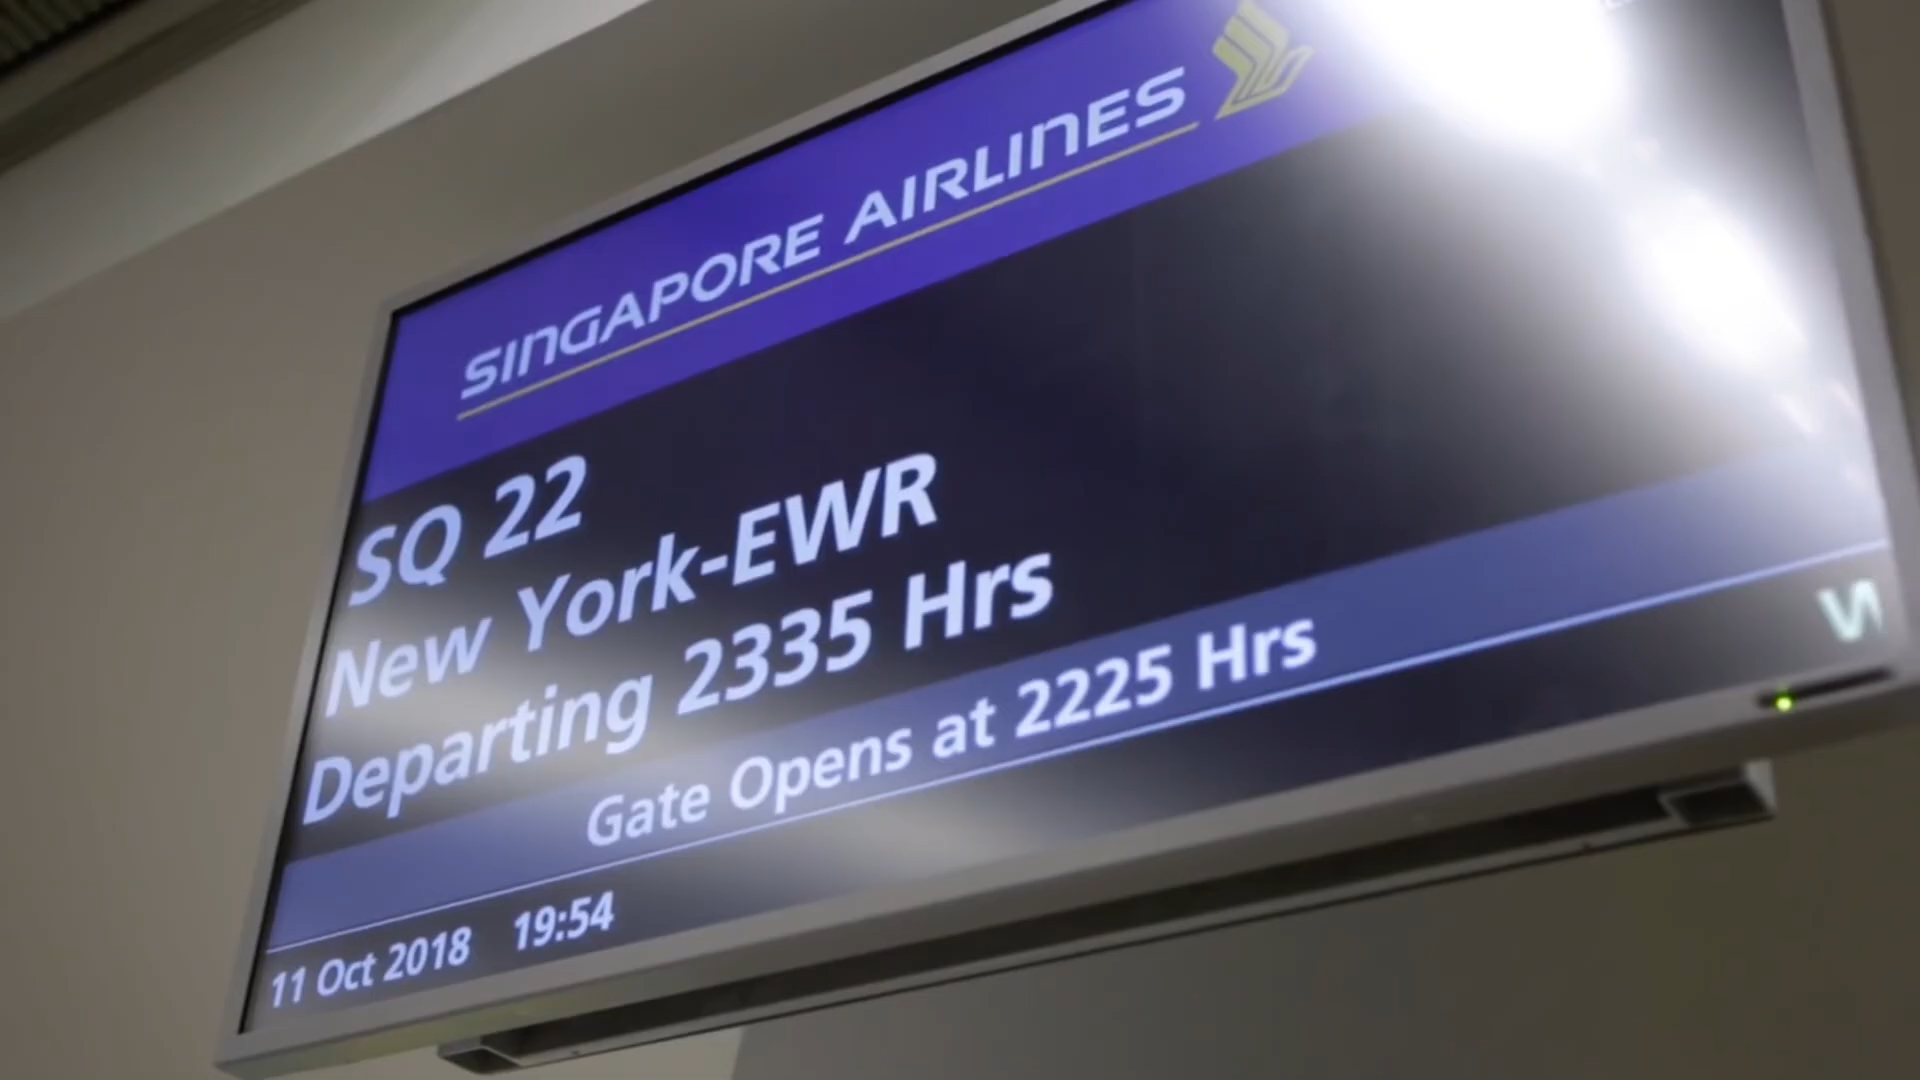 SINGAPORE AIRLINES
SQ 22
New York-EWR
Departing 2335 Hrs
Gate Opens at 2225 Hrs
11 Oct 2018 19:54